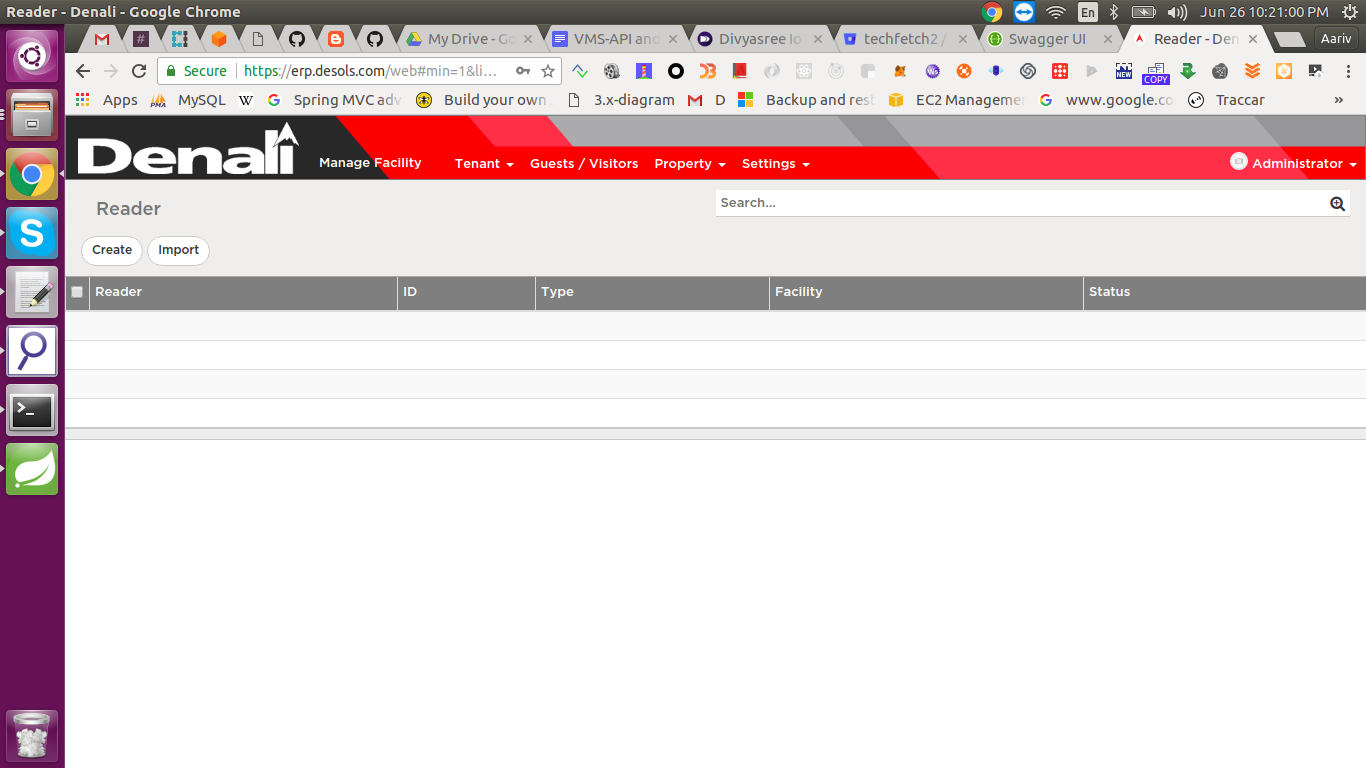 Reader - Denali - Google Chrome
En
Jun 26 10:21:00 PM
My Drive - Go
VMS-API and
Divyasree Io
techfetch2 /
Swagger UI
Reader - Den
Aariv
Secure
https://erp.desols.com/web#min=1&li...
Ws
NEW
COPY
Apps
MySQL
Spring MVC adv
Build your own
3.x-diagram
D
Backup and rest
EC2 Manageme
www.google.co
Traccar
»
Denali
Manage Facility
Tenant
Guests / Visitors
Property
Settings
Administrator
Reader
Search...
Create
Import
Reader
ID
Type
Facility
Status